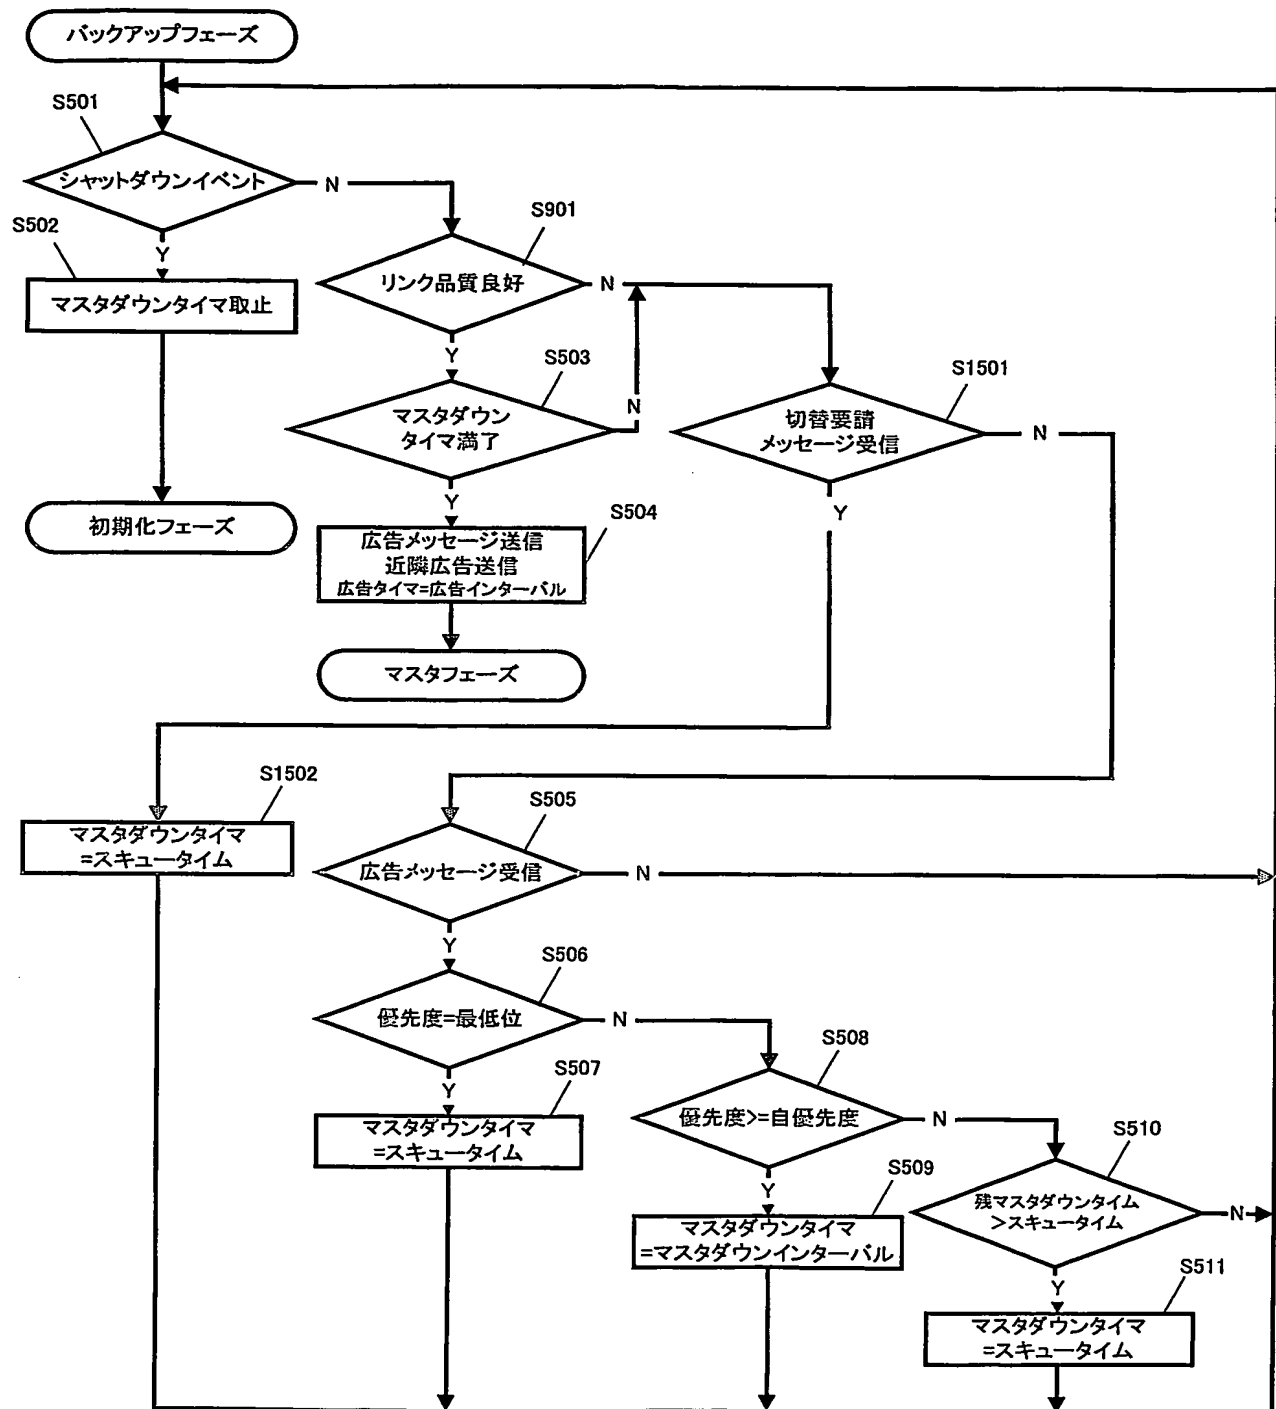 バックアップフェーズ
S501
シャットダウンイベント
N
Y
S502
マスタダウンタイマ取止
初期化フェーズ
S901
リンク品質良好
N
Y
S503
マスタダウン
タイマ満了
N
Y
S504
広告メッセージ送信
近隣広告送信
広告タイマ=広告インターバル
マスタフェーズ
S1501
切替要請
メッセージ受信
N
Y
S1502
マスタダウンタイマ
=スキュータイム
S505
広告メッセージ受信
N
Y
S506
優先度=最低位
N
Y
S507
マスタダウンタイマ
=スキュータイム
S508
優先度>=自優先度
N
Y
S509
マスタダウンタイマ
=マスタダウンインターバル
S510
残マスタダウンタイム
>スキュータイム
N
Y
S511
マスタダウンタイマ
=スキュータイム